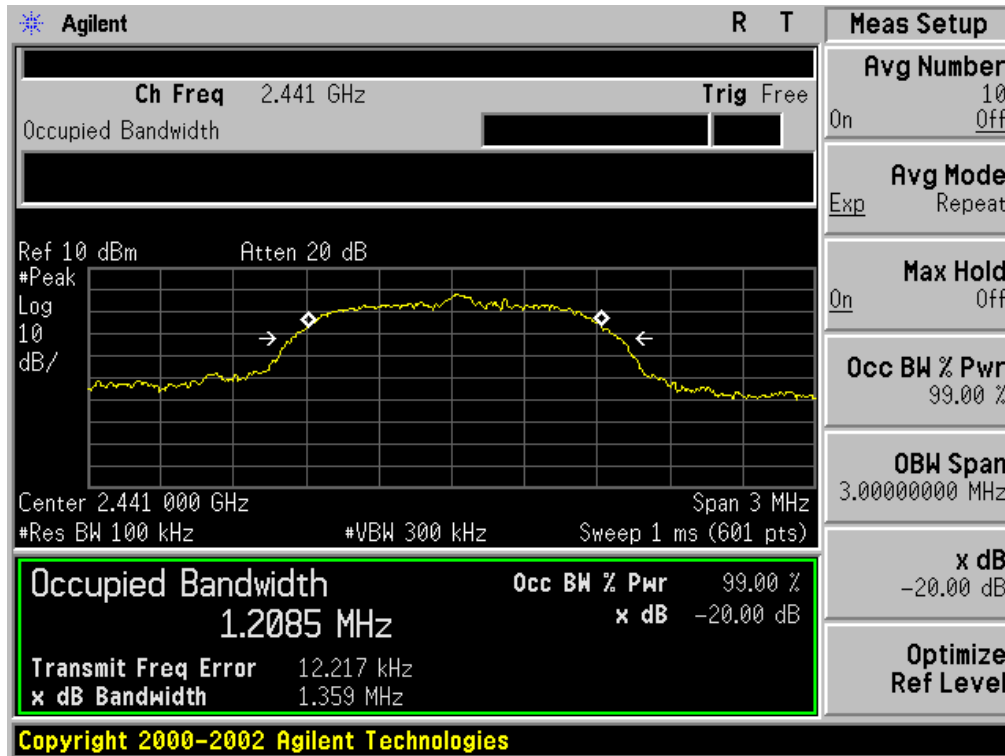 Agilent R T
Ch Freq 2.441 GHz Trig Free
Occupied Bandwidth
Ref 10 dBm Atten 20 dB
#Peak
Log
10
dB/
Center 2.441 000 GHz Span 3 MHz
#Res BW 100 kHz #VBW 300 kHz Sweep 1 ms (601 pts)
Occupied Bandwidth
1.2085 MHz
Occ BW % Pwr 99.00 %
x dB -20.00 dB
Transmit Freq Error 12.217 kHz
x dB Bandwidth 1.359 MHz
Copyright 2000-2002 Agilent Technologies
Meas Setup
Avg Number
10
On Off
Avg Mode
Exp Repeat
Max Hold
On Off
Occ BW % Pwr
99.00 %
OBW Span
3.00000000 MHz
x dB
-20.00 dB
Optimize
Ref Level